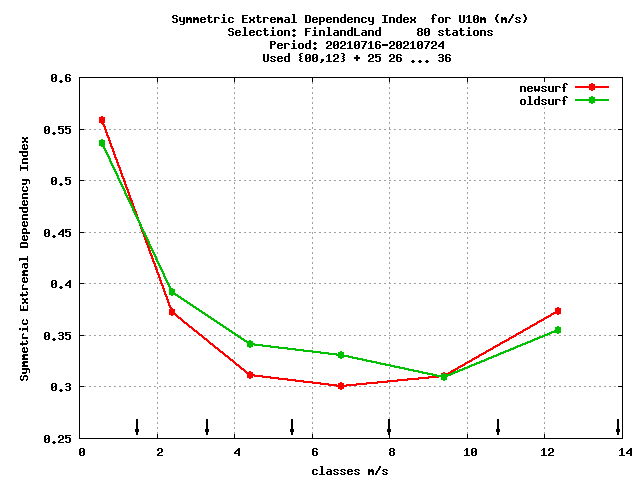 Symmetric Extremal Dependency Index  for U10m (m/s)
Selection: FinlandLand     80 stations
Period: 20210716-20210724
Used {00,12} + 25 26 ... 36
newsurf
oldsurf
0.6
0.55
0.5
0.45
0.4
0.35
0.3
0.25
Symmetric Extremal Dependency Index
0 2 4 6 8 10 12 14
classes m/s